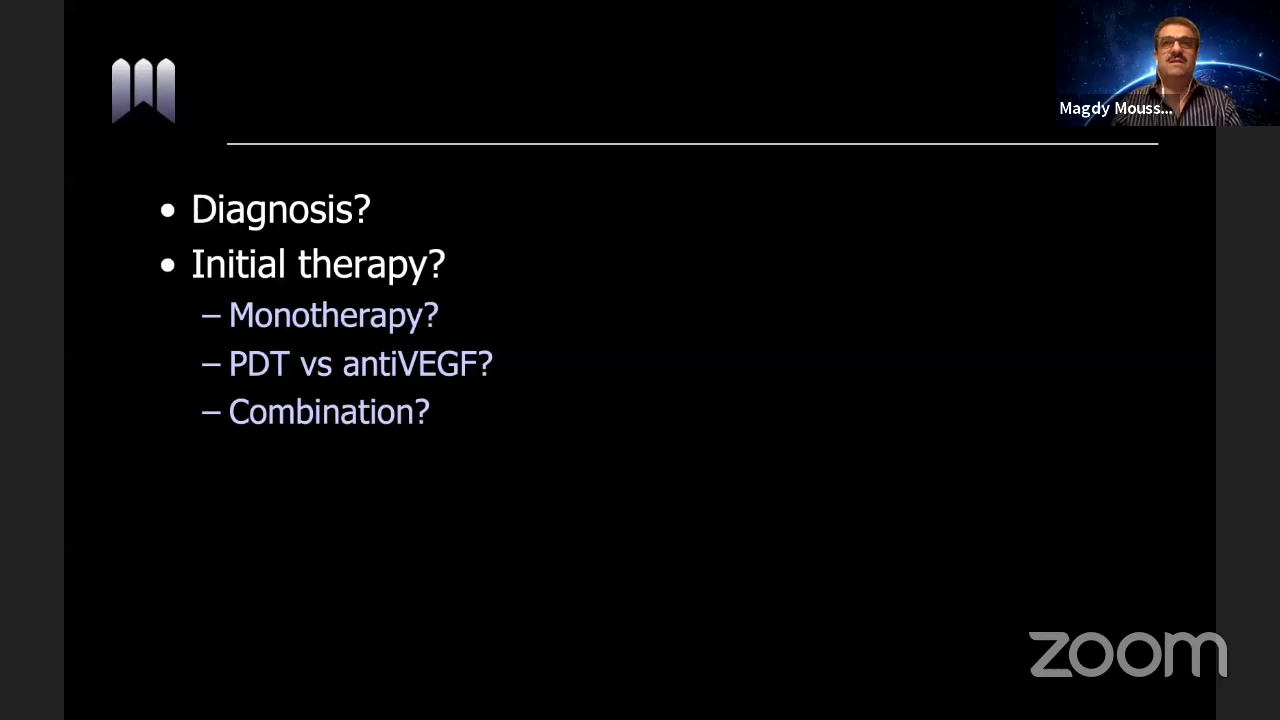 Magdy Mouss...
• Diagnosis?
• Initial therapy?
– Monotherapy?
– PDT vs antiVEGF?
– Combination?
zoom